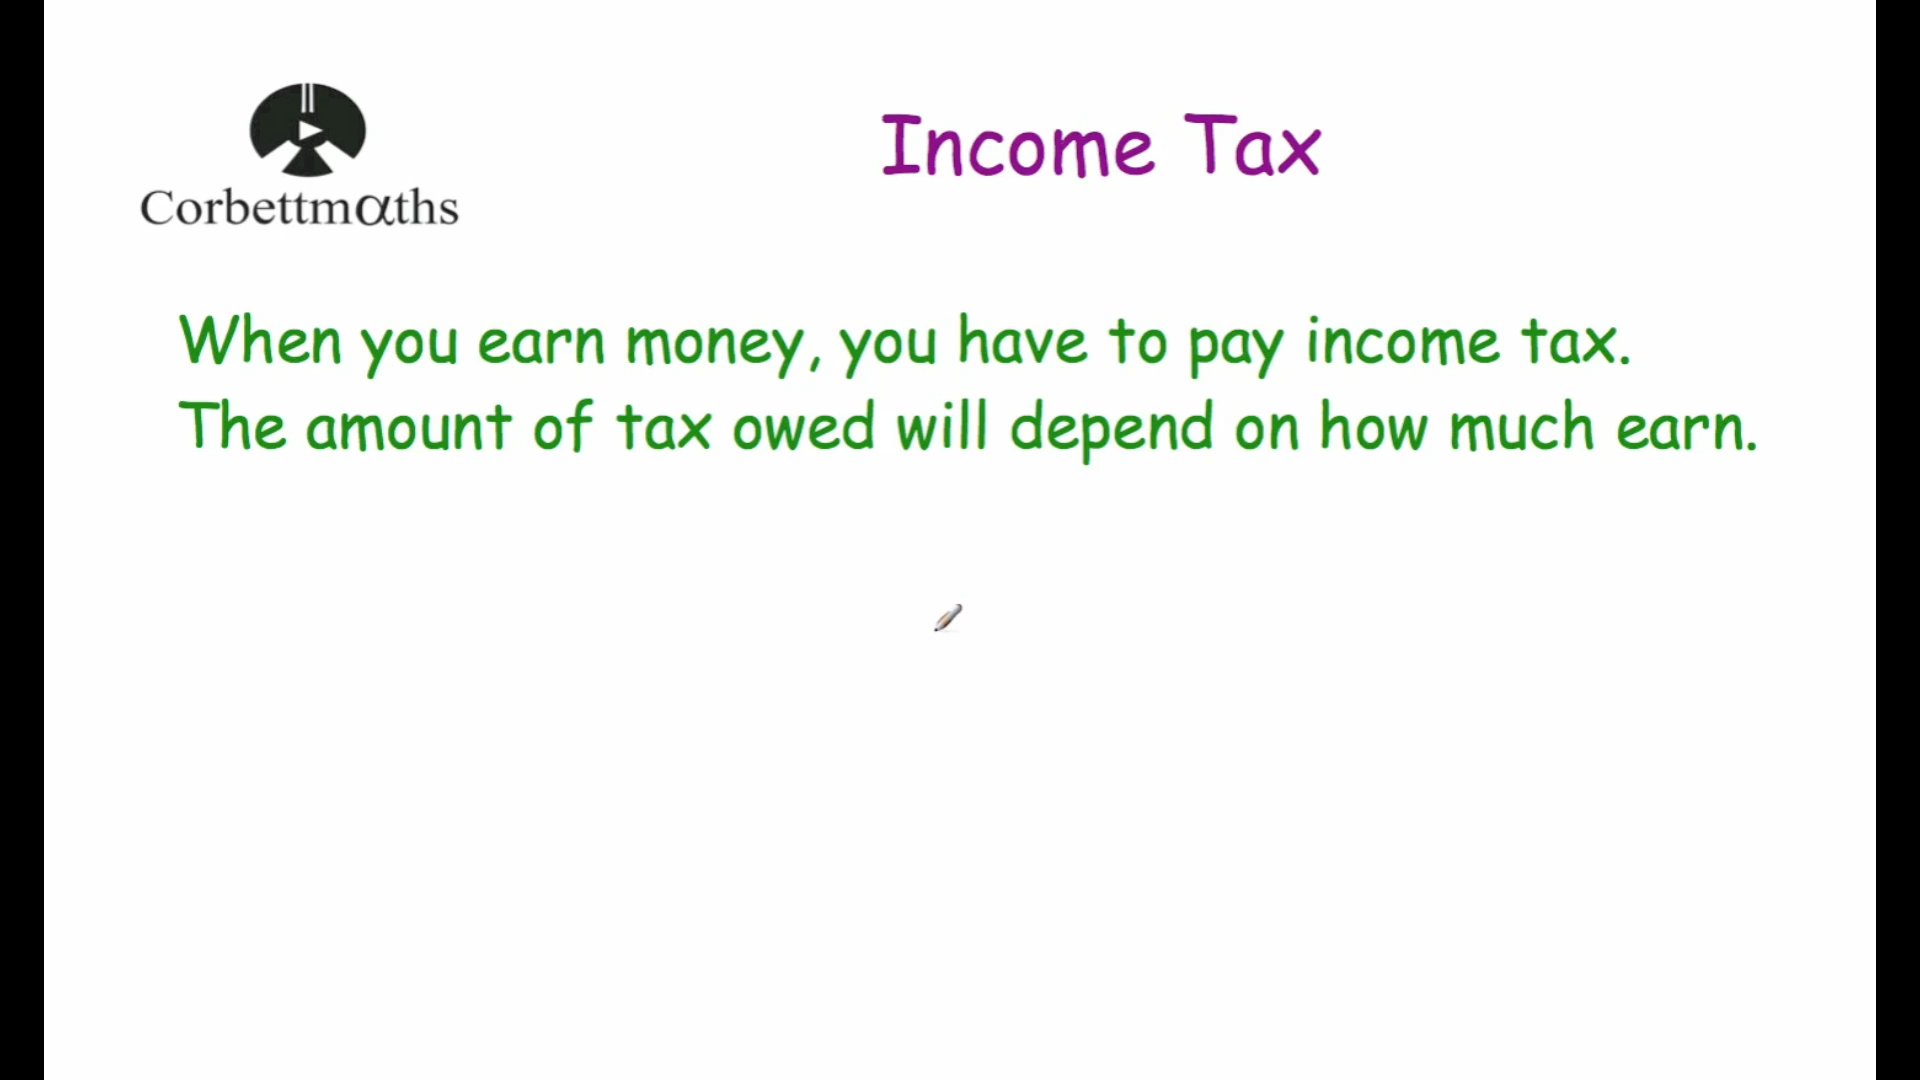 Income Tax
Corbettmαths
When you earn money, you have to pay income tax.
The amount of tax owed will depend on how much earn.